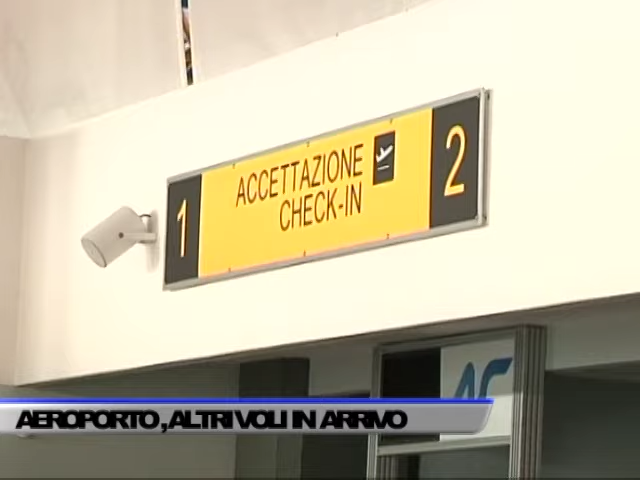 1
ACCETTAZIONE
CHECK-IN
2
AEROPORTO, ALTRI VOLI IN ARRIVO